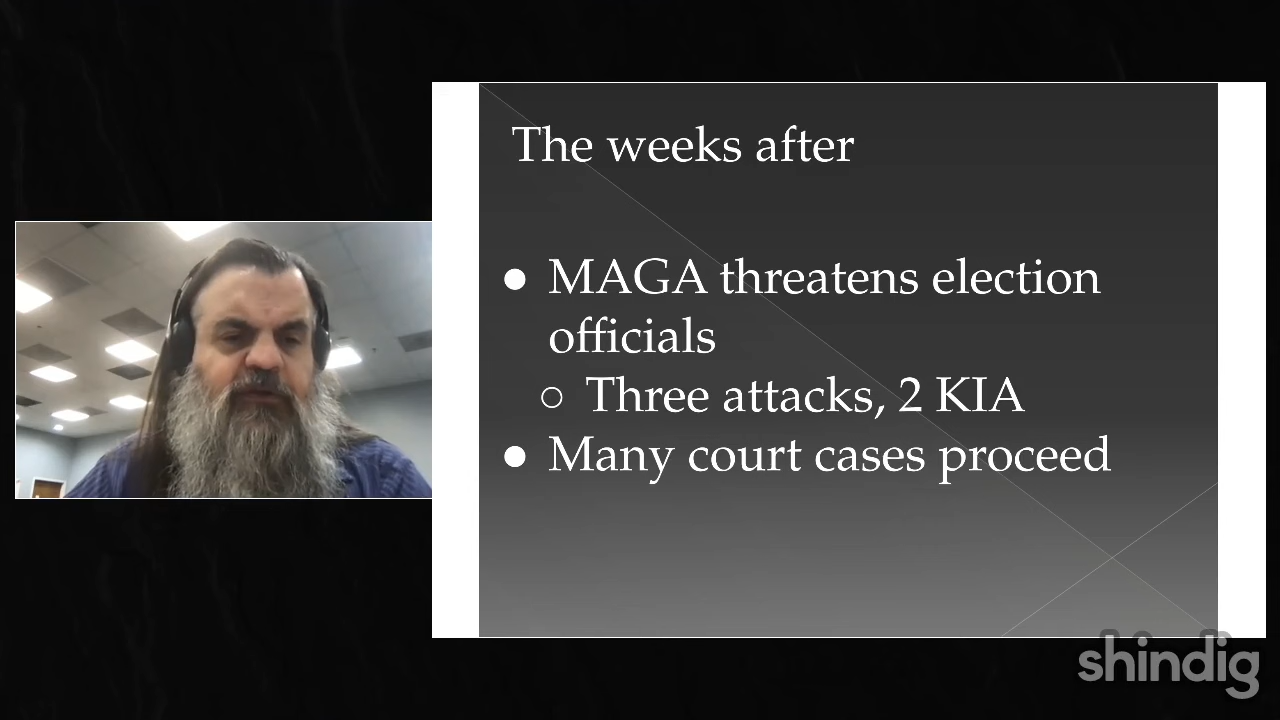 The weeks after
● MAGA threatens election
officials
○ Three attacks, 2 KIA
● Many court cases proceed
shindig